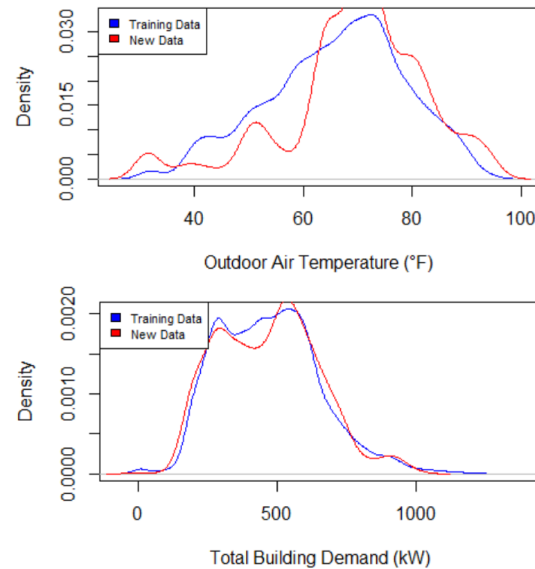 Training Data
New Data
0.030
0.015
0.000
Density
40 60 80 100
Outdoor Air Temperature (°F)
Training Data
New Data
0.0020
0.0010
0.0000
Density
0 500 1000
Total Building Demand (kW)